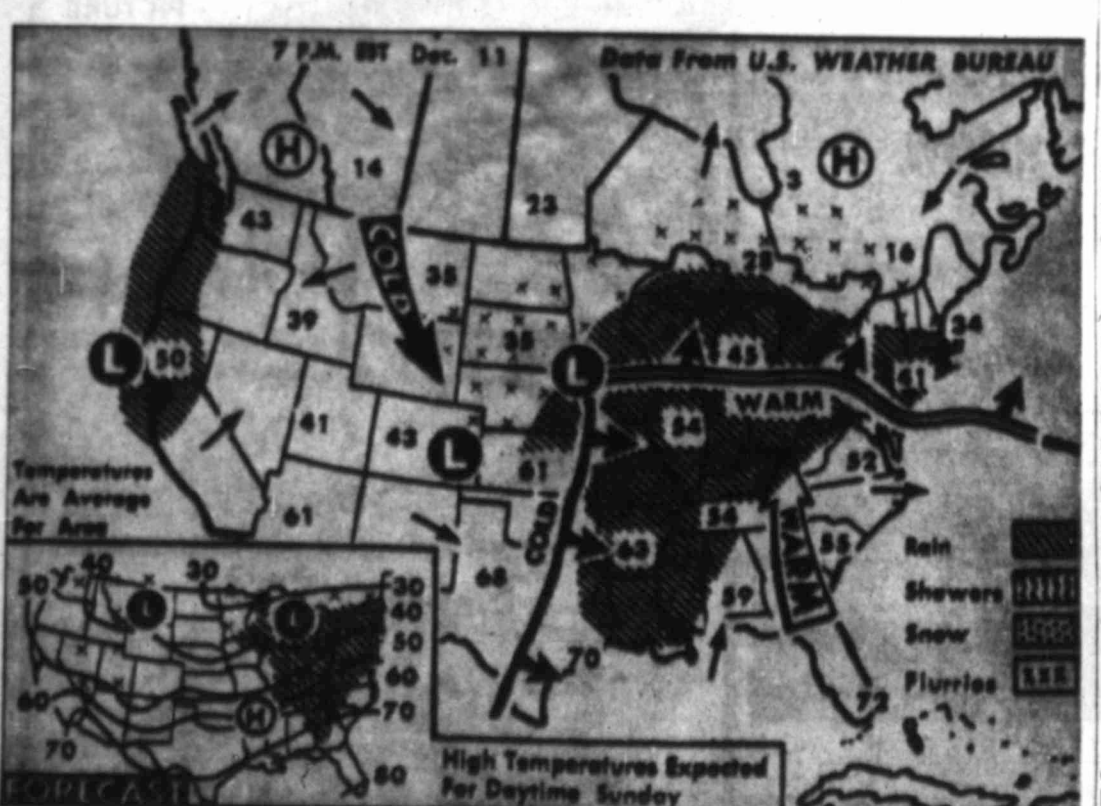 7 P.M. EST Dec. 11
Data From U.S. WEATHER BUREAU
H
H
14
3
23
43
COLD
16
25
35
39
35
34
L
50
L
45
61
WARM
41
43
54
L
61
52
Temperatures
Are Average
For Area
61
54
COLD
63
WARM
55
Rain
68
59
Showers
Snow
70
Flurries
72
50
40
30
30
L
L
40
50
60
60
H
70
70
80
FORECAST
High Temperatures Expected
For Daytime Sunday